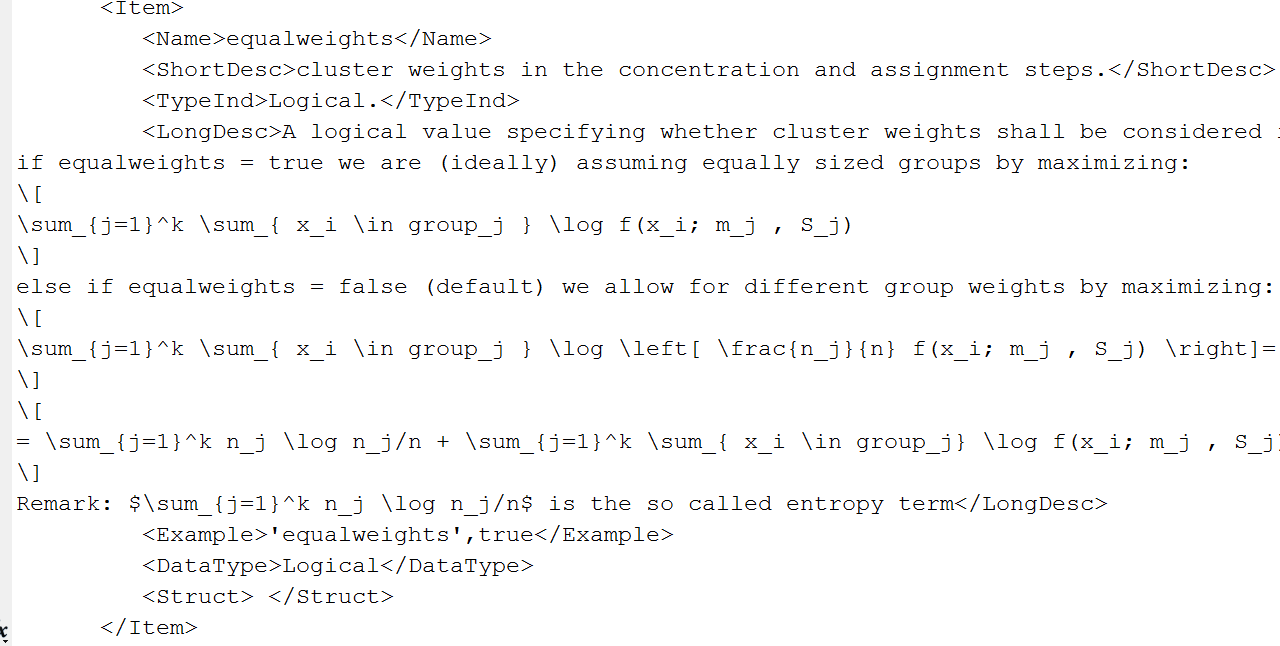 <Item>
<Name>equalweights</Name>
<ShortDesc>cluster weights in the concentration and assignment steps.</ShortDesc>
<TypeInd>Logical.</TypeInd>
<LongDesc>A logical value specifying whether cluster weights shall be considered
if equalweights = true we are (ideally) assuming equally sized groups by maximizing:
\[
\sum_{j=1}^k \sum_{ x_i \in group_j } \log f(x_i; m_j , S_j)
\]
else if equalweights = false (default) we allow for different group weights by maximizing:
\[
\sum_{j=1}^k \sum_{ x_i \in group_j } \log \left[ \frac{n_j}{n} f(x_i; m_j , S_j) \right]=
\]
\[
= \sum_{j=1}^k n_j \log n_j/n + \sum_{j=1}^k \sum_{ x_i \in group_j} \log f(x_i; m_j , S_j)
\]
Remark: $\sum_{j=1}^k n_j \log n_j/n$ is the so called entropy term</LongDesc>
<Example>'equalweights',true</Example>
<DataType>Logical</DataType>
<Struct> </Struct>
</Item>